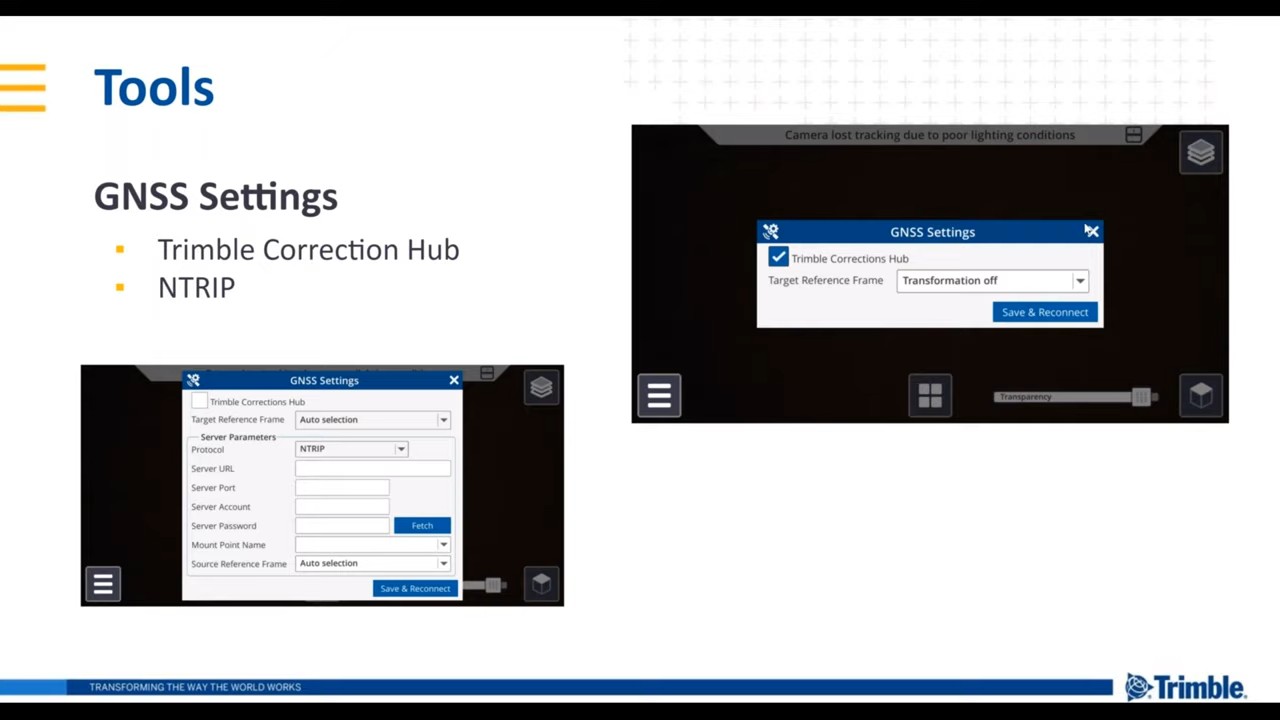 Tools
GNSS Settings
Trimble Correction Hub
NTRIP
Camera lost tracking due to poor lighting conditions
GNSS Settings
Trimble Corrections Hub
Target Reference Frame Transformation off
Save & Reconnect
Transparency
GNSS Settings
Trimble Corrections Hub
Target Reference Frame Auto selection
Server Parameters
Protocol NTRIP
Server URL
Server Port
Server Account
Server Password Fetch
Mount Point Name
Source Reference Frame Auto selection
Save & Reconnect
TRANSFORMING THE WAY THE WORLD WORKS
Trimble.